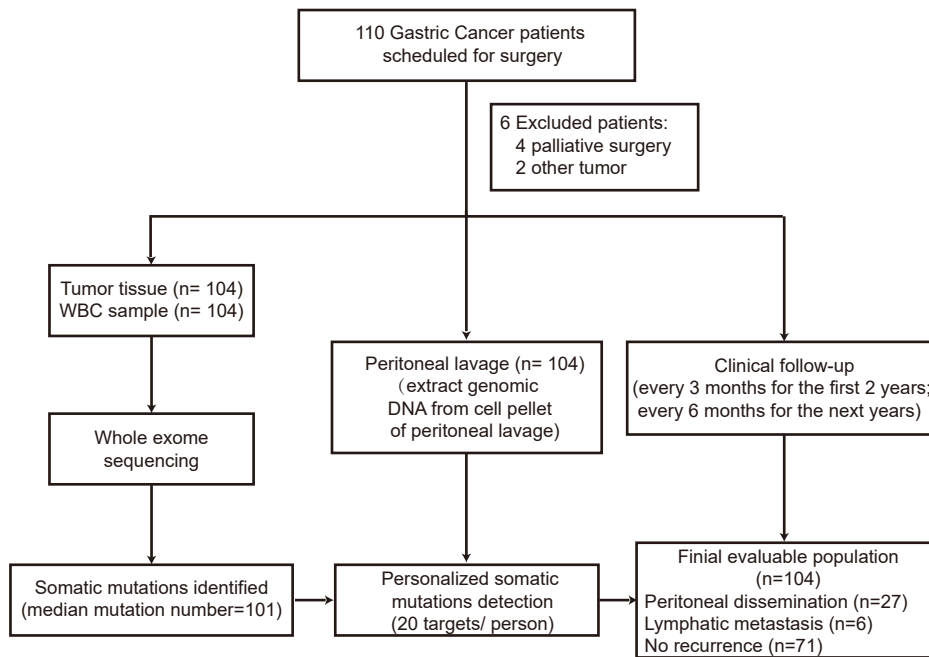 110 Gastric Cancer patients
scheduled for surgery
6 Excluded patients:
4 palliative surgery
2 other tumor
Tumor tissue (n= 104)
WBC sample (n= 104)
Peritoneal lavage (n= 104)
（extract genomic
DNA from cell pellet
of peritoneal lavage)
Clinical follow-up
(every 3 months for the first 2 years;
every 6 months for the next years)
Whole exome
sequencing
Somatic mutations identified
(median mutation number=101)
Personalized somatic
mutations detection
(20 targets/ person)
Finial evaluable population
(n=104)
Peritoneal dissemination (n=27)
Lymphatic metastasis (n=6)
No recurrence (n=71)